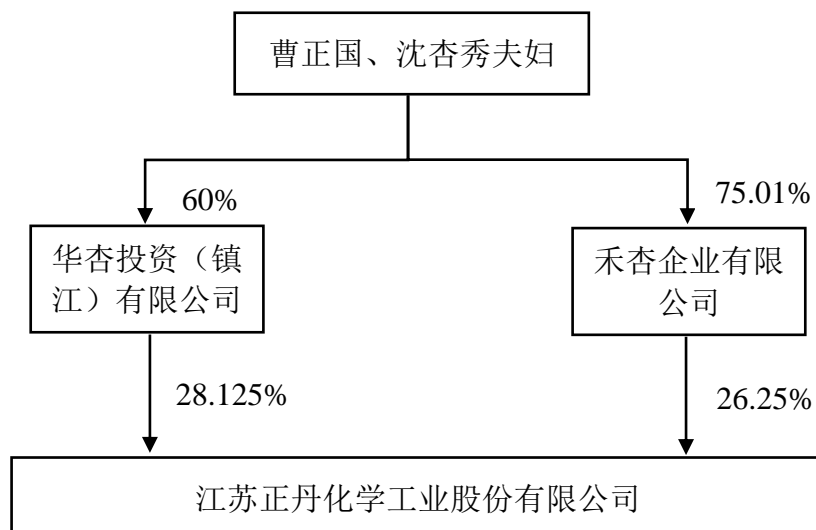 曹正国、沈杏秀夫妇
60%
75.01%
华杏投资（镇
江）有限公司
禾杏企业有限
公司
28.125%
26.25%
江苏正丹化学工业股份有限公司